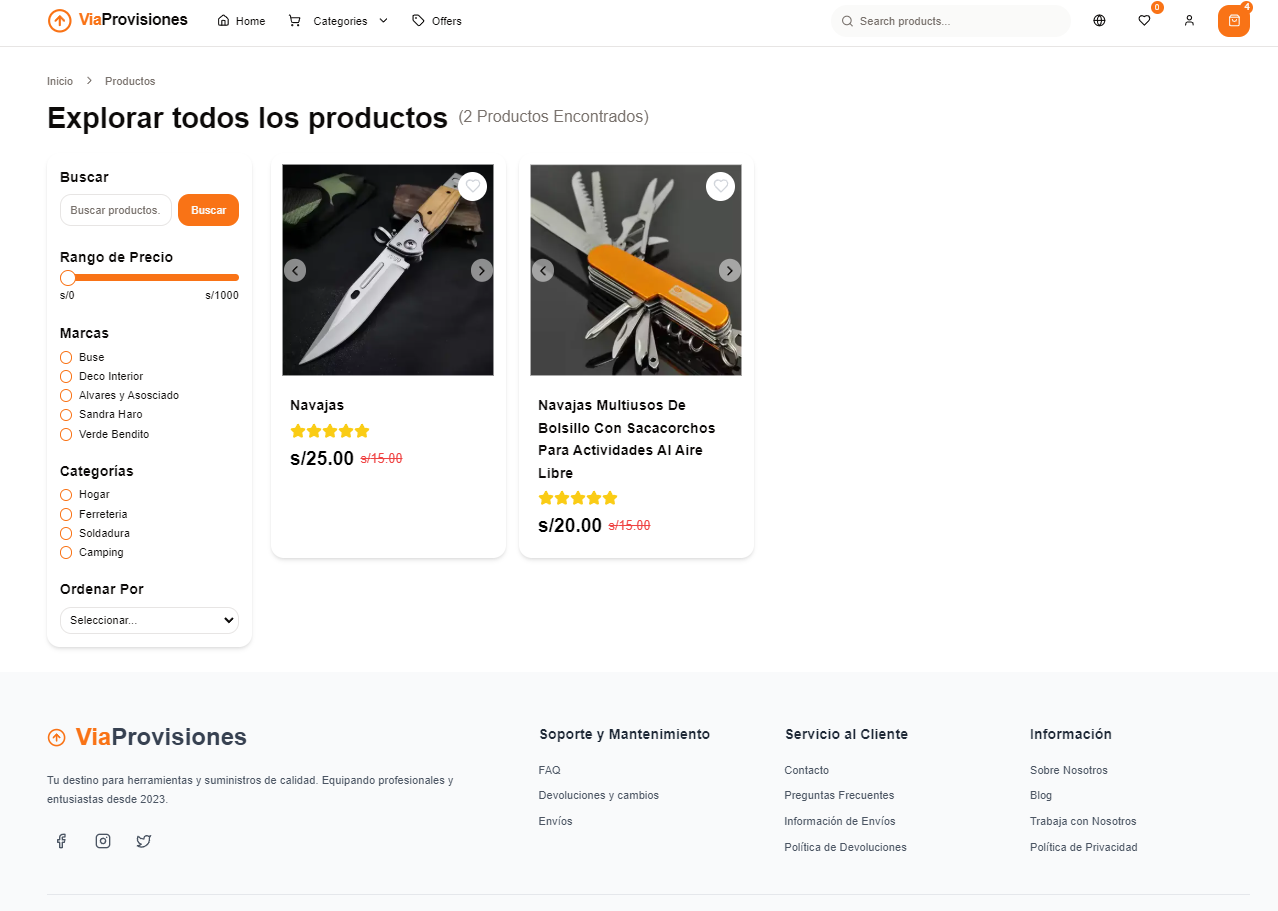 ViaProvisiones
Home
Categories
Offers
Search products...
0
4
Inicio
Productos
Explorar todos los productos (2 Productos Encontrados)
Buscar
Buscar productos.
Buscar
Rango de Precio
s/0 s/1000
Marcas
Buse
Deco Interior
Alvares y Asosciado
Sandra Haro
Verde Bendito
Categorías
Hogar
Ferreteria
Soldadura
Camping
Ordenar Por
Seleccionar...
Navajas
s/25.00 s/15.00
Navajas Multiusos De
Bolsillo Con Sacacorchos
Para Actividades Al Aire
Libre
s/20.00 s/15.00
ViaProvisiones
Tu destino para herramientas y suministros de calidad. Equipando profesionales y
entusiastas desde 2023.
Soporte y Mantenimiento
FAQ
Devoluciones y cambios
Envíos
Servicio al Cliente
Contacto
Preguntas Frecuentes
Información de Envíos
Política de Devoluciones
Información
Sobre Nosotros
Blog
Trabaja con Nosotros
Política de Privacidad